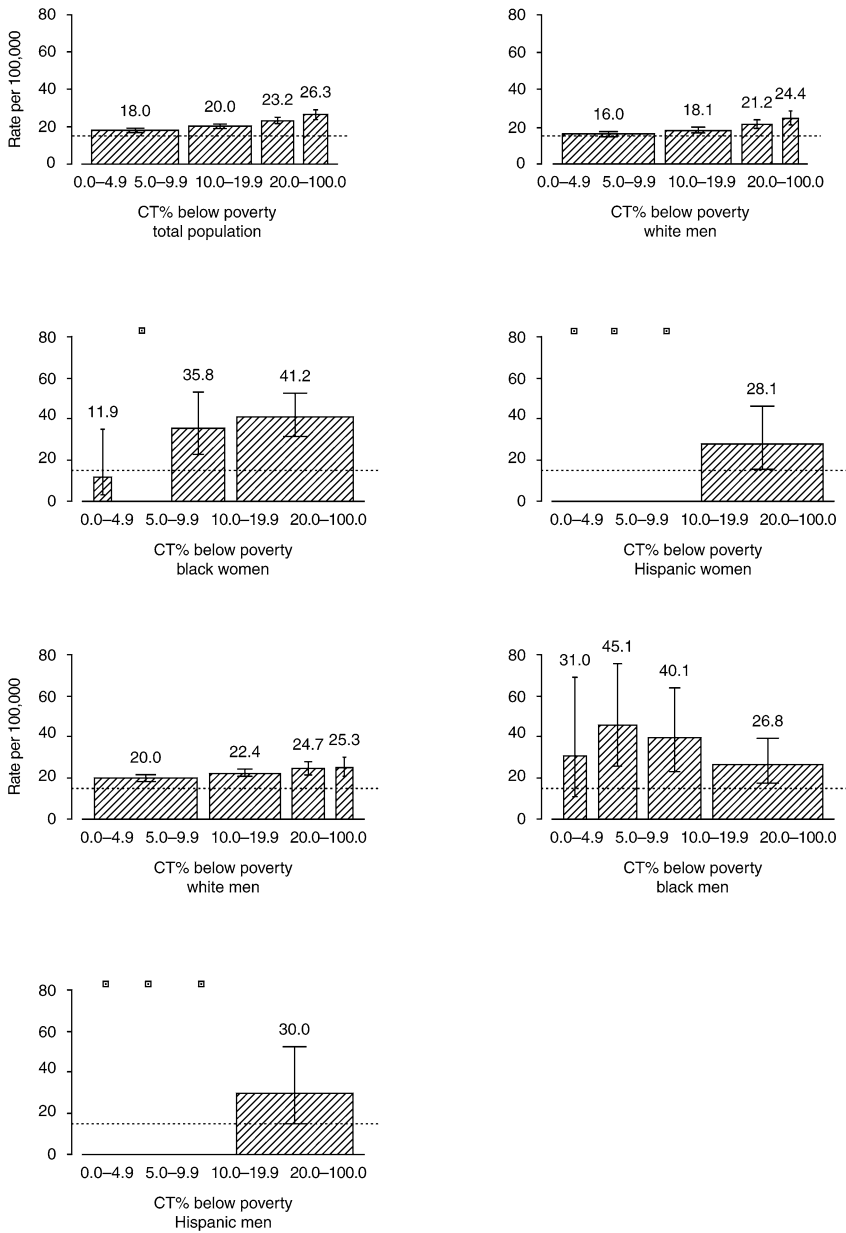 Rate per 100,000
80
60
40
20
0
18.0
20.0
23.2
26.3
0.0–4.9 5.0–9.9 10.0–19.9 20.0–100.0
CT% below poverty
total population
80
60
40
20
0
16.0
18.1
21.2
24.4
0.0–4.9 5.0–9.9 10.0–19.9 20.0–100.0
CT% below poverty
white men
80
60
40
20
0
11.9
35.8
41.2
0.0–4.9 5.0–9.9 10.0–19.9 20.0–100.0
CT% below poverty
black women
80
60
40
20
0
28.1
0.0–4.9 5.0–9.9 10.0–19.9 20.0–100.0
CT% below poverty
Hispanic women
Rate per 100,000
80
60
40
20
0
20.0
22.4
24.7
25.3
0.0–4.9 5.0–9.9 10.0–19.9 20.0–100.0
CT% below poverty
white men
80
60
40
20
0
31.0
45.1
40.1
26.8
0.0–4.9 5.0–9.9 10.0–19.9 20.0–100.0
CT% below poverty
black men
80
60
40
20
0
30.0
0.0–4.9 5.0–9.9 10.0–19.9 20.0–100.0
CT% below poverty
Hispanic men